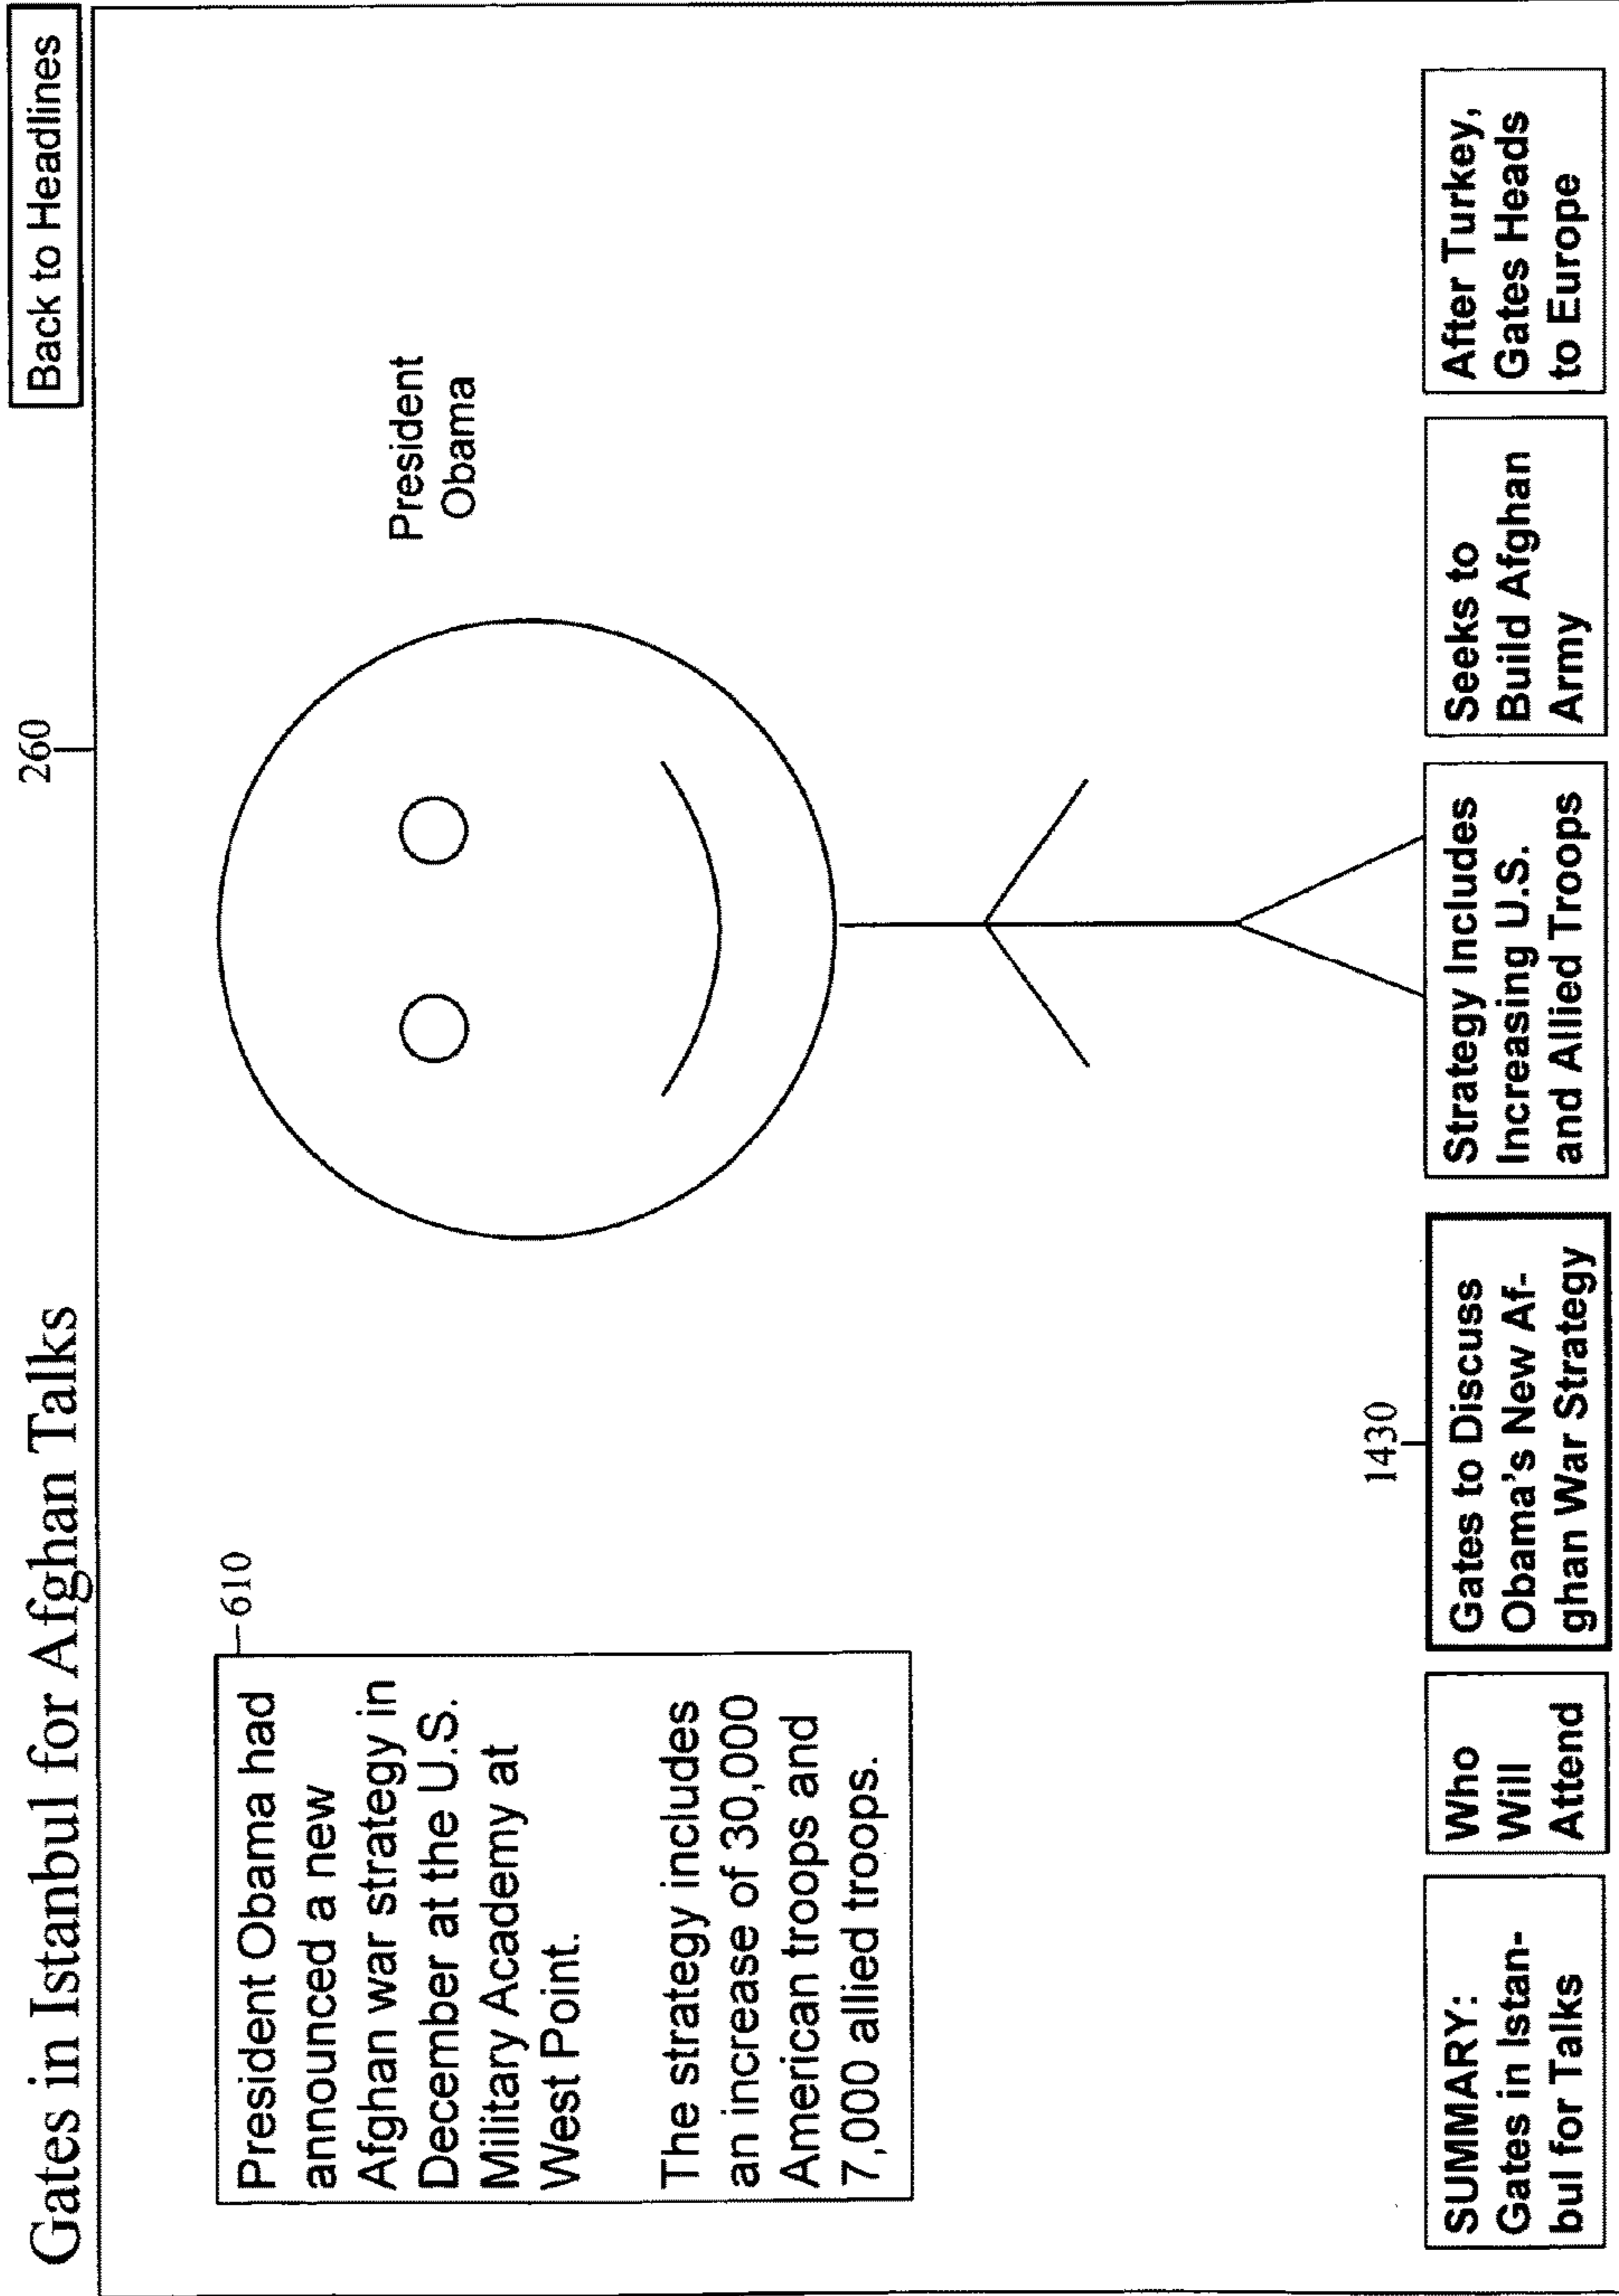 Gates in Istanbul for Afghan Talks
260
Back to Headlines
President Obama had
announced a new
Afghan war strategy in
December at the U.S.
Military Academy at
West Point.
The strategy includes
an increase of 30,000
American troops and
7,000 allied troops.
610
President
Obama
1430
SUMMARY:
Gates in Istan-
bul for Talks
Who
Will
Attend
Gates to Discuss
Obama's New Af-
ghan War Strategy
Strategy Includes
Increasing U.S.
and Allied Troops
Seeks to
Build Afghan
Army
After Turkey,
Gates Heads
to Europe